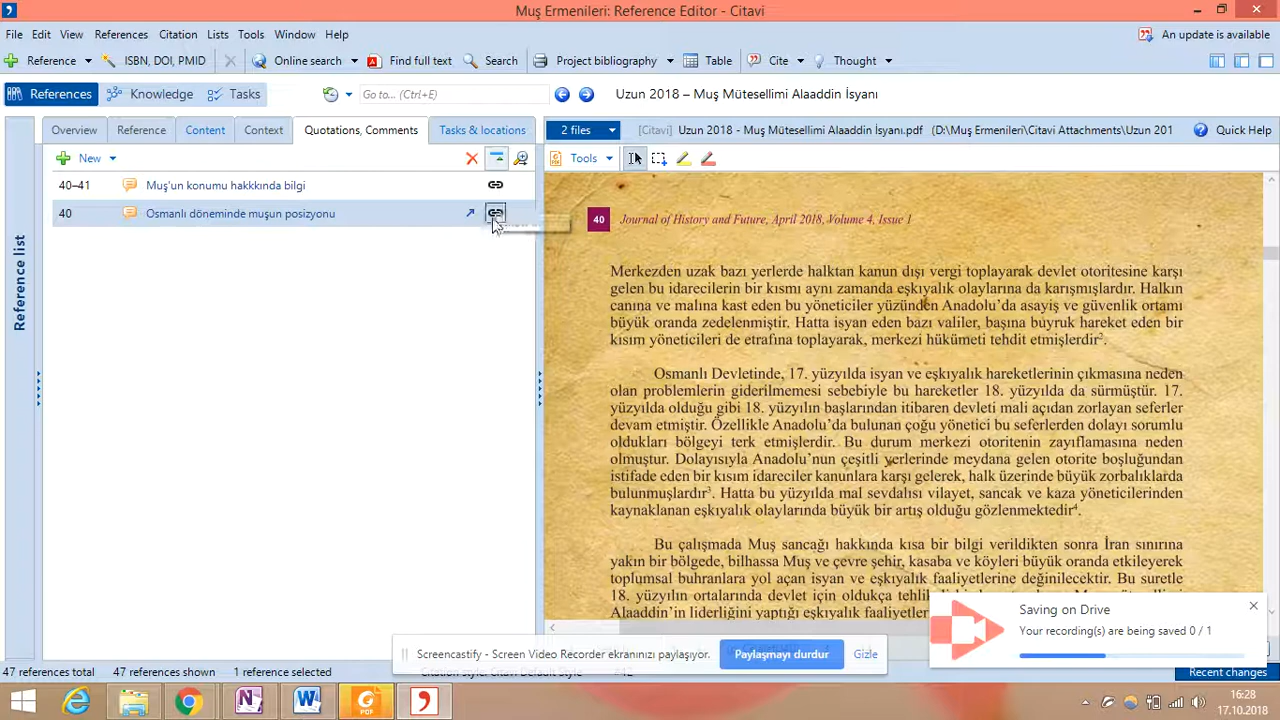 Muş Ermenileri: Reference Editor - Citavi
File Edit View References Citation Lists Tools Window Help
An update is available
Reference ISBN, DOI, PMID Online search Find full text Search Project bibliography Table Cite Thought
References Knowledge Tasks Go to... (Ctrl+E) Uzun 2018 – Muş Mütesellimi Alaaddin İsyanı
Overview Reference Content Context Quotations, Comments Tasks & locations
2 files [Citavi] Uzun 2018 - Muş Mütesellimi Alaaddin İsyanı.pdf (D:\Muş Ermenileri\Citavi Attachments\Uzun 201 Quick Help
New
Tools
40–41 Muş'un konumu hakkkında bilgi
40 Osmanlı döneminde muşun posizyonu
Reference list
40 Journal of History and Future, April 2018, Volume 4, Issue 1
Merkezden uzak bazı yerlerde halktan kanun dışı vergi toplayarak devlet otoritesine karşı
gelen bu idarecilerin bir kısmı aynı zamanda eşkıyalık olaylarına da karışmışlardır. Halkın
canına ve malına kast eden bu yöneticiler yüzünden Anadolu'da asayiş ve güvenlik ortamı
büyük oranda zedelenmiştir. Hatta isyan eden bazı valiler, başına buyruk hareket eden bir
kısım yöneticileri de etrafına toplayarak, merkezi hükümeti tehdit etmişlerdir².
Osmanlı Devletinde, 17. yüzyılda isyan ve eşkıyalık hareketlerinin çıkmasına neden
olan problemlerin giderilmemesi sebebiyle bu hareketler 18. yüzyılda da sürmüştür. 17.
yüzyılda olduğu gibi 18. yüzyılın başlarından itibaren devleti mali açıdan zorlayan seferler
devam etmiştir. Özellikle Anadolu'da bulunan çoğu yönetici bu seferlerden dolayı sorumlu
oldukları bölgeyi terk etmişlerdir. Bu durum merkezi otoritenin zayıflamasına neden
olmuştur. Dolayısıyla Anadolu'nun çeşitli yerlerinde meydana gelen otorite boşluğundan
istifade eden bir kısım idareciler kanunlara karşı gelerek, halk üzerinde büyük zorbalıklarda
bulunmuşlardır³. Hatta bu yüzyılda mal sevdalısı vilayet, sancak ve kaza yöneticilerinden
kaynaklanan eşkıyalık olaylarında büyük bir artış olduğu gözlenmektedir⁴.
Bu çalışmada Muş sancağı hakkında kısa bir bilgi verildikten sonra İran sınırına
yakın bir bölgede, bilhassa Muş ve çevre şehir, kasaba ve köyleri büyük oranda etkileyerek
toplumsal buhranlara yol açan isyan ve eşkıyalık faaliyetlerine değinilecektir. Bu suretle
18. yüzyılın ortalarında devlet için oldukça
Alaaddin'in liderliğini yaptığı eşkıyalık
Saving on Drive
Your recording(s) are being saved 0 / 1
Screencastify - Screen Video Recorder ekranınızı paylaşıyor. Paylaşmayı durdur Gizle
47 references total 47 references shown 1 reference selected Citation style: Citavi Default Style Recent changes
16:28
17.10.2018